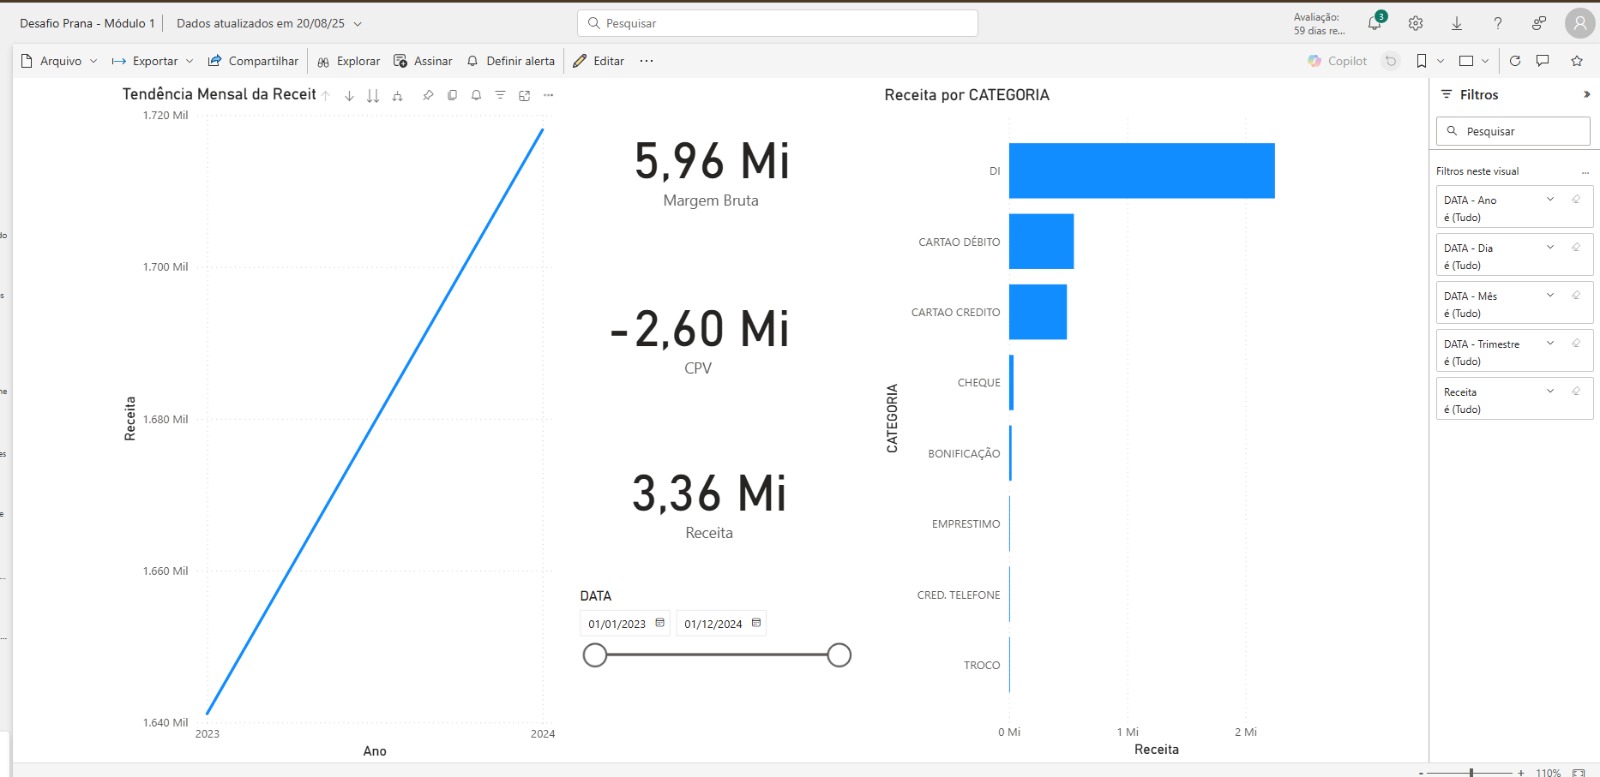 Desafio Prana - Módulo 1
Dados atualizados em 20/08/25
Pesquisar
Avaliação:
59 dias re...
3
?
Arquivo
Exportar
Compartilhar
Explorar
Assinar
Definir alerta
Editar
...
Copilot
Tendência Mensal da Receit
1.720 Mil
1.700 Mil
1.680 Mil
1.660 Mil
1.640 Mil
Receita
2023
2024
Ano
5,96 Mi
Margem Bruta
-2,60 Mi
CPV
3,36 Mi
Receita
DATA
01/01/2023
01/12/2024
Receita por CATEGORIA
CATEGORIA
DI
CARTAO DÉBITO
CARTAO CREDITO
CHEQUE
BONIFICAÇÃO
EMPRESTIMO
CRED. TELEFONE
TROCO
0 Mi
1 Mi
2 Mi
Receita
Filtros
Pesquisar
Filtros neste visual
...
DATA - Ano
é (Tudo)
DATA - Dia
é (Tudo)
DATA - Mês
é (Tudo)
DATA - Trimestre
é (Tudo)
Receita
é (Tudo)
- + 110%